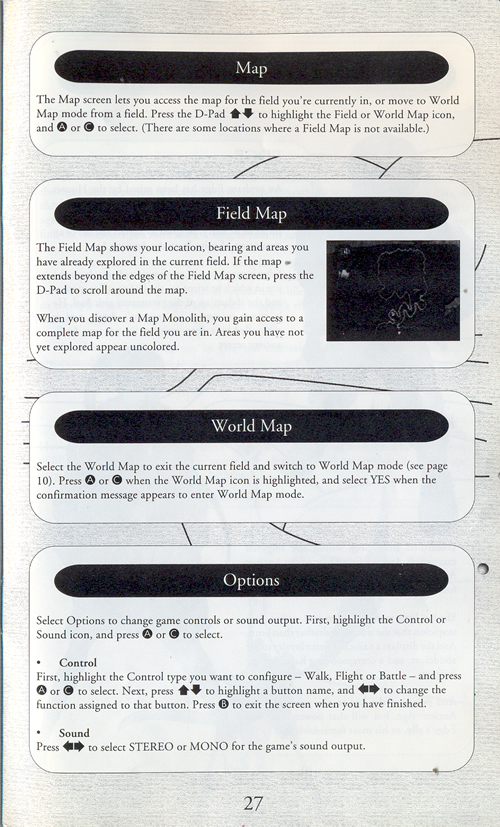 Map
The Map screen lets you access the map for the field you're currently in, or move to World
Map mode from a field. Press the D-Pad ⬆⬇ to highlight the Field or World Map icon,
and Ⓐ or Ⓒ to select. (There are some locations where a Field Map is not available.)
Field Map
The Field Map shows your location, bearing and areas you
have already explored in the current field. If the map
extends beyond the edges of the Field Map screen, press the
D-Pad to scroll around the map.
When you discover a Map Monolith, you gain access to a
complete map for the field you are in. Areas you have not
yet explored appear uncolored.
World Map
Select the World Map to exit the current field and switch to World Map mode (see page
10). Press Ⓐ or Ⓒ when the World Map icon is highlighted, and select YES when the
confirmation message appears to enter World Map mode.
Options
Select Options to change game controls or sound output. First, highlight the Control or
Sound icon, and press Ⓐ or Ⓒ to select.
• Control
First, highlight the Control type you want to configure – Walk, Flight or Battle – and press
Ⓐ or Ⓒ to select. Next, press ⬆⬇ to highlight a button name, and ⬅➡ to change the
function assigned to that button. Press Ⓑ to exit the screen when you have finished.
• Sound
Press ⬅➡ to select STEREO or MONO for the game's sound output.
27